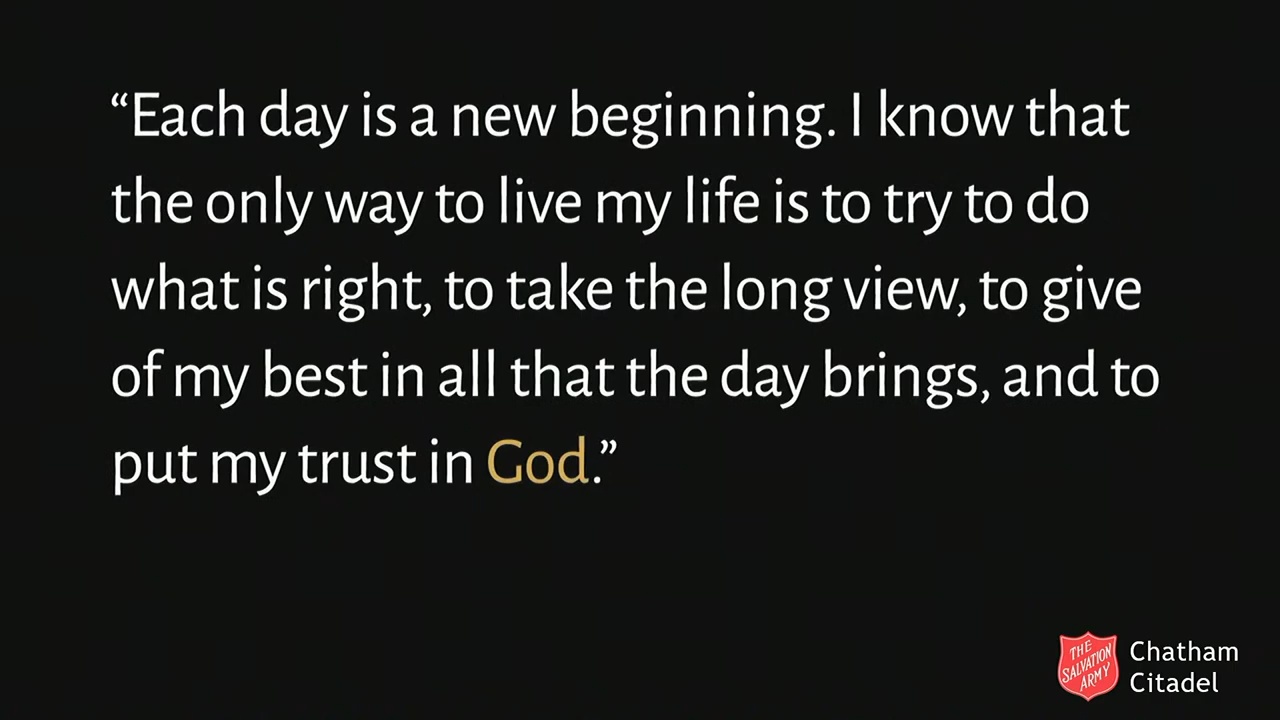 “Each day is a new beginning. I know that
the only way to live my life is to try to do
what is right, to take the long view, to give
of my best in all that the day brings, and to
put my trust in God.”
THE
SALVATION
ARMY
Chatham
Citadel